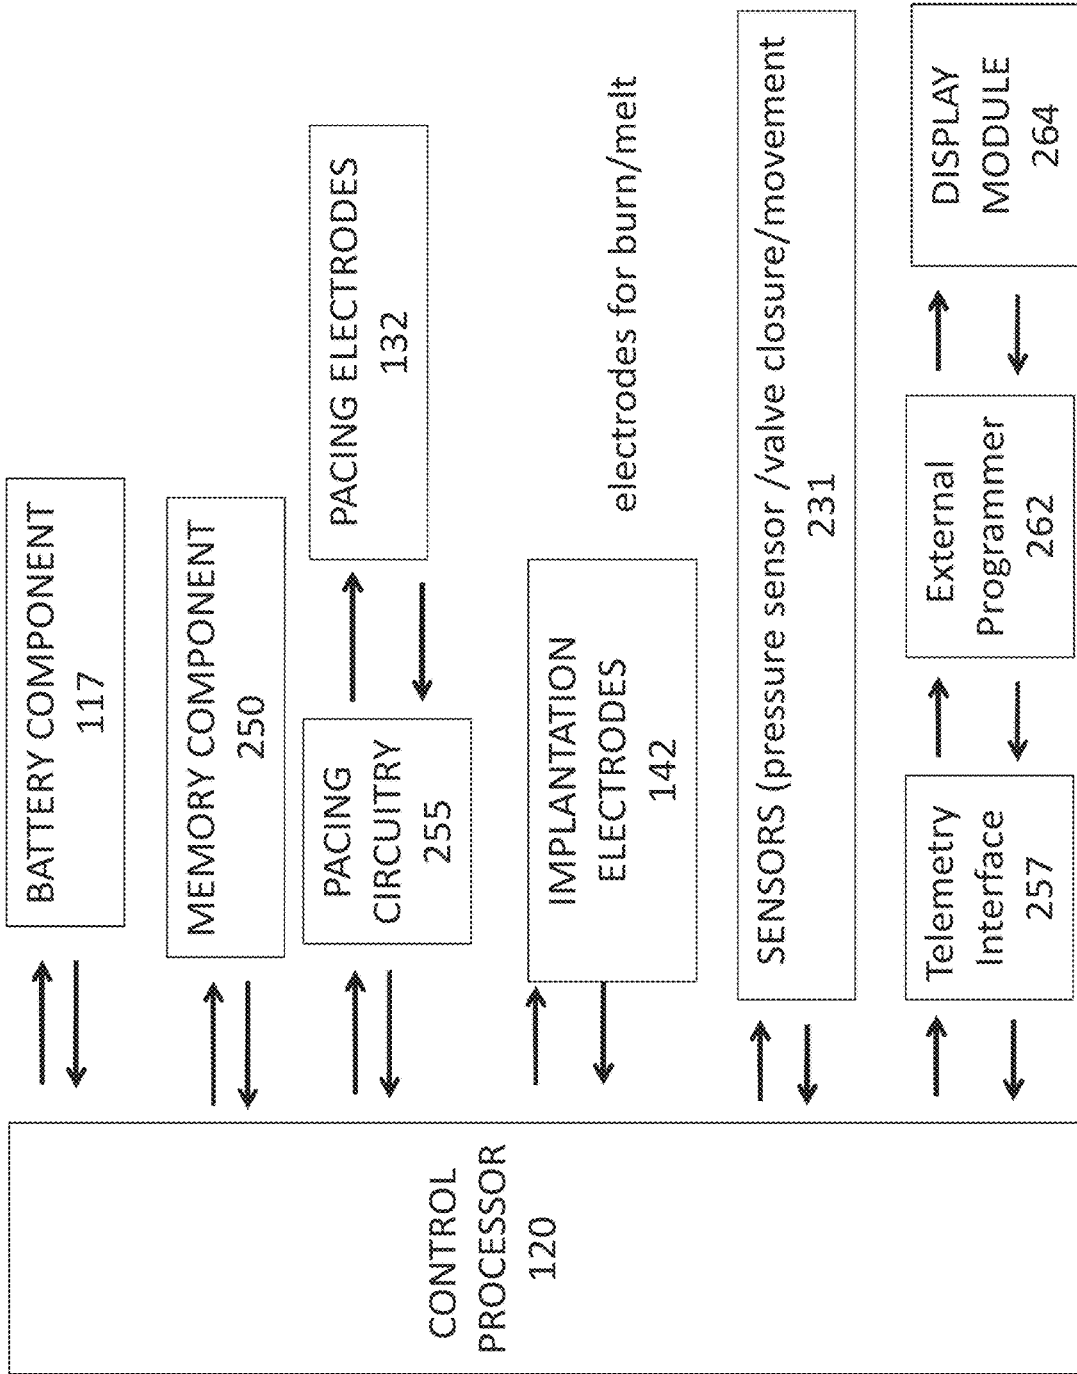 CONTROL
PROCESSOR
120
BATTERY COMPONENT
117
MEMORY COMPONENT
250
PACING
CIRCUITRY
255
PACING ELECTRODES
132
IMPLANTATION
ELECTRODES
142
electrodes for burn/melt
SENSORS (pressure sensor /valve closure/movement
231
Telemetry
Interface
257
External
Programmer
262
DISPLAY
MODULE
264